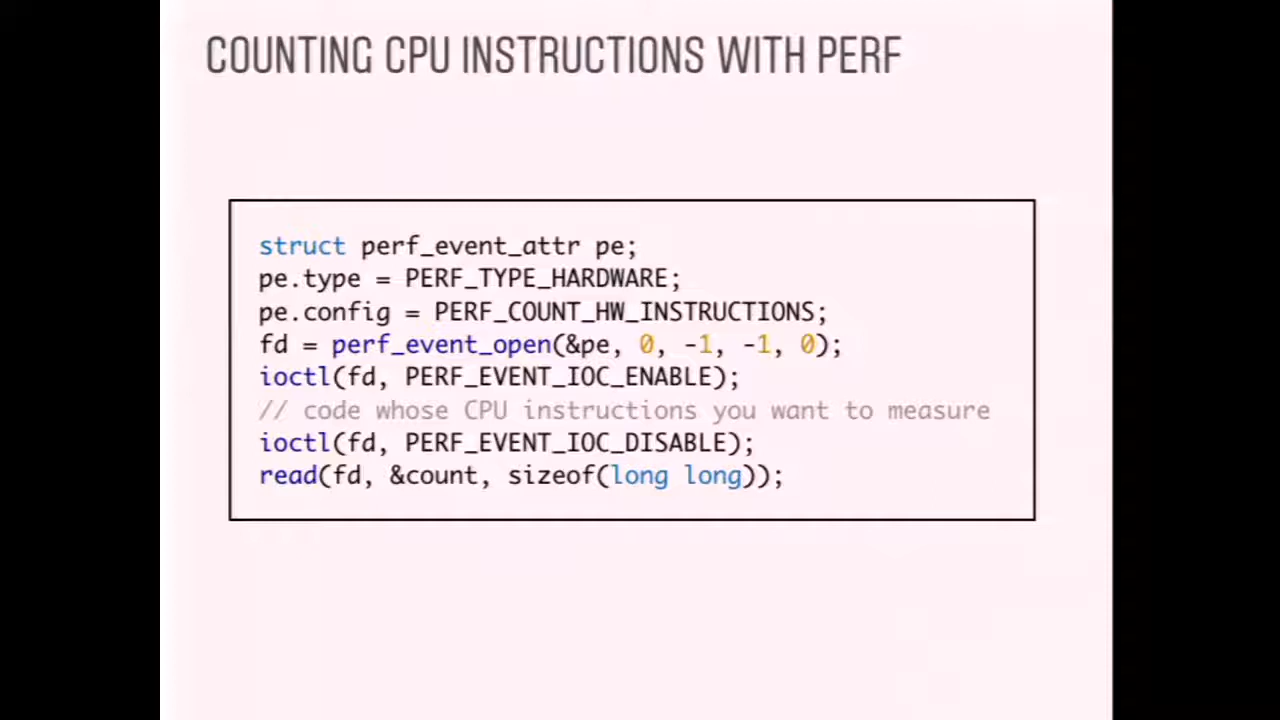 COUNTING CPU INSTRUCTIONS WITH PERF
struct perf_event_attr pe;
pe.type = PERF_TYPE_HARDWARE;
pe.config = PERF_COUNT_HW_INSTRUCTIONS;
fd = perf_event_open(&pe, 0, -1, -1, 0);
ioctl(fd, PERF_EVENT_IOC_ENABLE);
// code whose CPU instructions you want to measure
ioctl(fd, PERF_EVENT_IOC_DISABLE);
read(fd, &count, sizeof(long long));